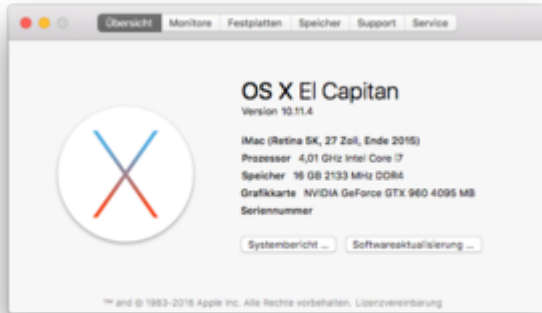 Übersicht Monitore Festplatten Speicher Support Service
OS X El Capitan
Version 10.11.4
iMac (Retina 5K, 27 Zoll, Ende 2015)
Prozessor 4,01 GHz Intel Core i7
Speicher 16 GB 2133 MHz DDR4
Grafikkarte NVIDIA GeForce GTX 960 4095 MB
Seriennummer
Systembericht ... Softwareaktualisierung ...
™ and © 1983-2016 Apple Inc. Alle Rechte vorbehalten. Lizenzvereinbarung